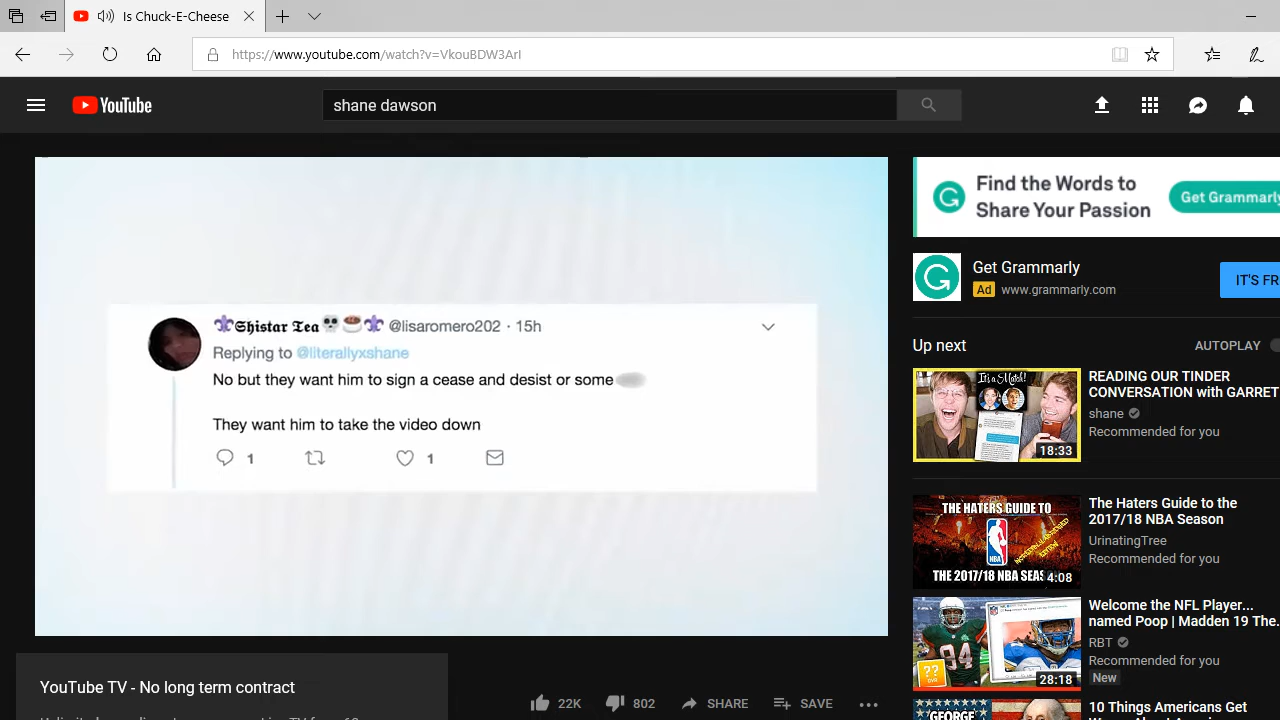 Is Chuck-E-Cheese
https://www.youtube.com/watch?v=VkouBDW3ArI
YouTube
shane dawson
⚜️𝕾𝖍𝖎𝖘𝖙𝖆𝖗 𝕿𝖊𝖆💀☕⚜️ @lisaromero202 · 15h
Replying to @literallyxshane
No but they want him to sign a cease and desist or some
They want him to take the video down
1
1
YouTube TV - No long term contract
22K
802
SHARE
SAVE
Find the Words to
Share Your Passion
Get Grammarly
Get Grammarly
Ad www.grammarly.com
IT'S FR
Up next
AUTOPLAY
It's a Match!
18:33
READING OUR TINDER
CONVERSATION with GARRET
shane
Recommended for you
THE HATERS GUIDE TO
NBA
THE 2017/18 NBA SEAS
4:08
The Haters Guide to the
2017/18 NBA Season
UrinatingTree
Recommended for you
94
??
28:18
Welcome the NFL Player...
named Poop | Madden 19 The...
RBT
Recommended for you
New
GEORGE
10 Things Americans Get